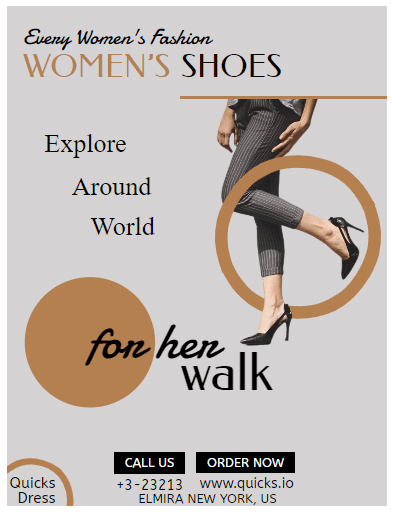 Every Women's Fashion
WOMEN'S SHOES
Explore
Around
World
for her
walk
Quicks
Dress
CALL US
+3-23213
ORDER NOW
www.quicks.io
ELMIRA NEW YORK, US